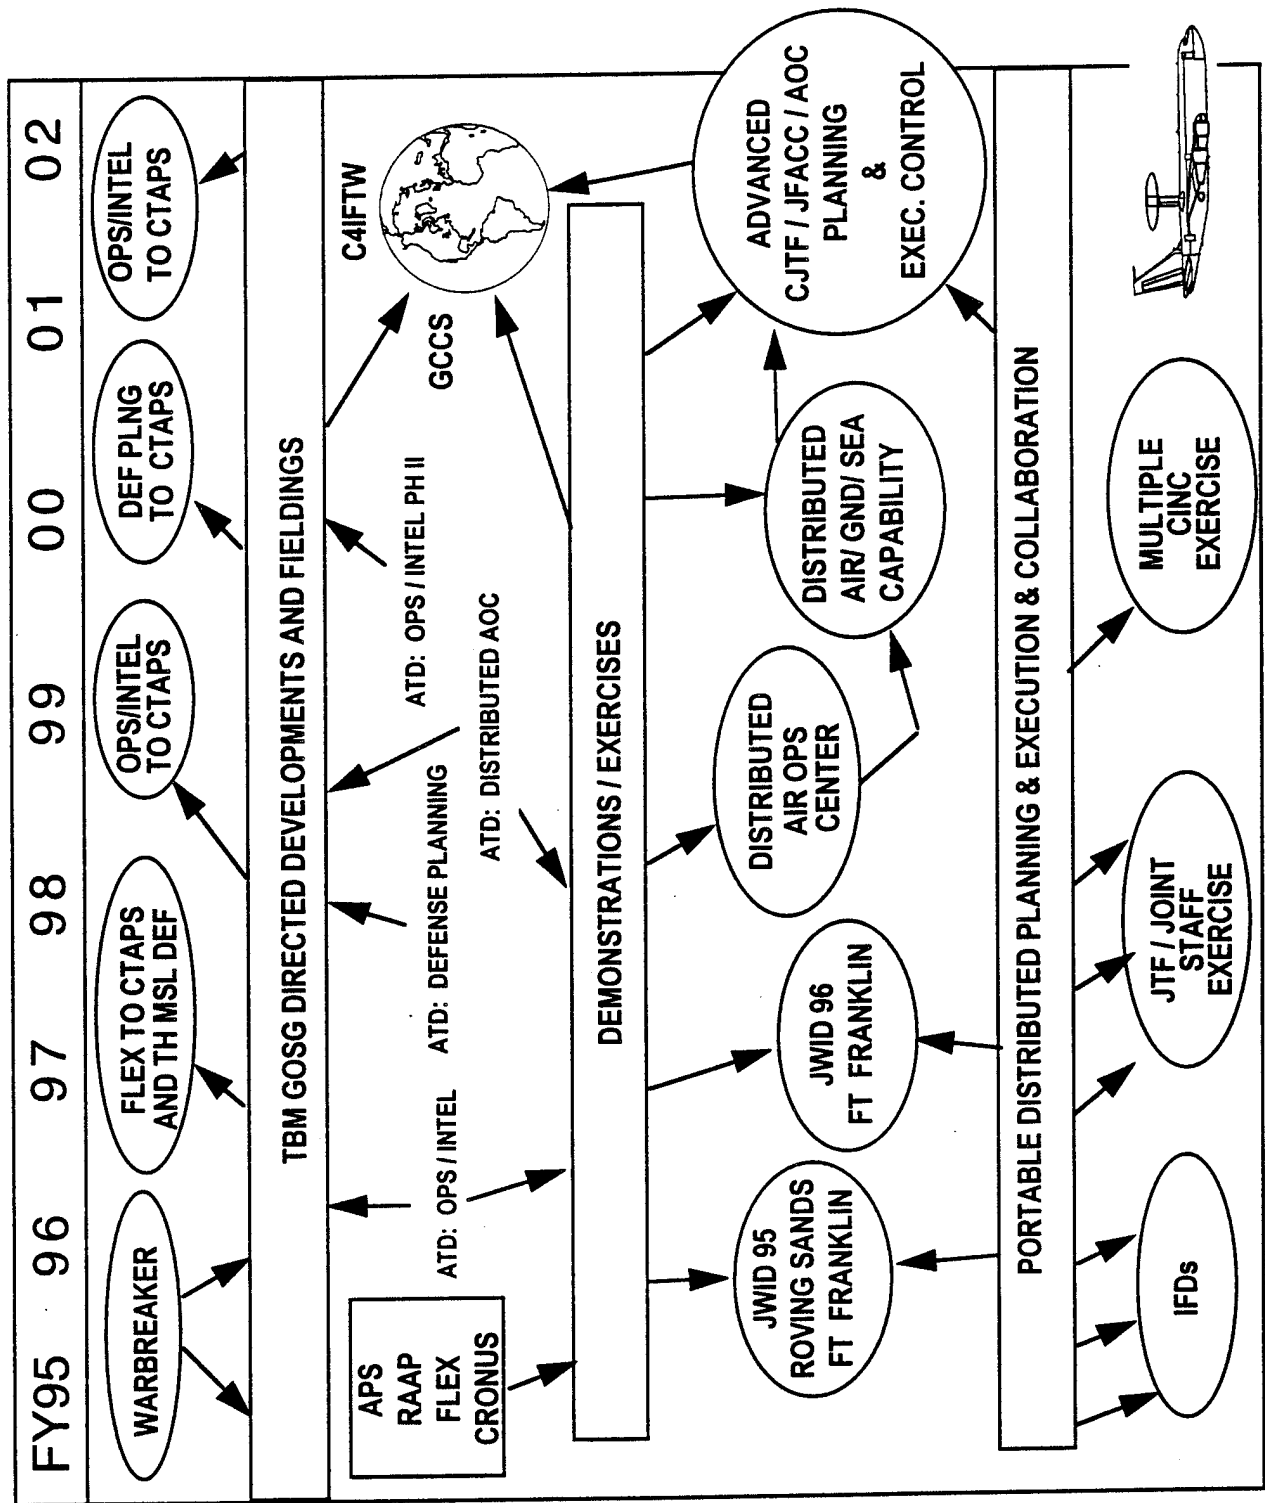 FY95 96 97 98 99 00 01 02
WARBREAKER
FLEX TO CTAPS
AND TH MSL DEF
OPS/INTEL
TO CTAPS
DEF PLNG
TO CTAPS
OPS/INTEL
TO CTAPS
TBM GOSG DIRECTED DEVELOPMENTS AND FIELDINGS
APS
RAAP
FLEX
CRONUS
ATD: OPS / INTEL
ATD: DEFENSE PLANNING
ATD: DISTRIBUTED AOC
ATD: OPS / INTEL PH II
GCCS
C4IFTW
DEMONSTRATIONS / EXERCISES
JWID 95
ROVING SANDS
FT FRANKLIN
JWID 96
FT FRANKLIN
DISTRIBUTED
AIR OPS
CENTER
DISTRIBUTED
AIR/ GND/ SEA
CAPABILITY
ADVANCED
CJTF / JFACC / AOC
PLANNING
&
EXEC. CONTROL
PORTABLE DISTRIBUTED PLANNING & EXECUTION & COLLABORATION
IFDs
JTF / JOINT
STAFF
EXERCISE
MULTIPLE
CINC
EXERCISE